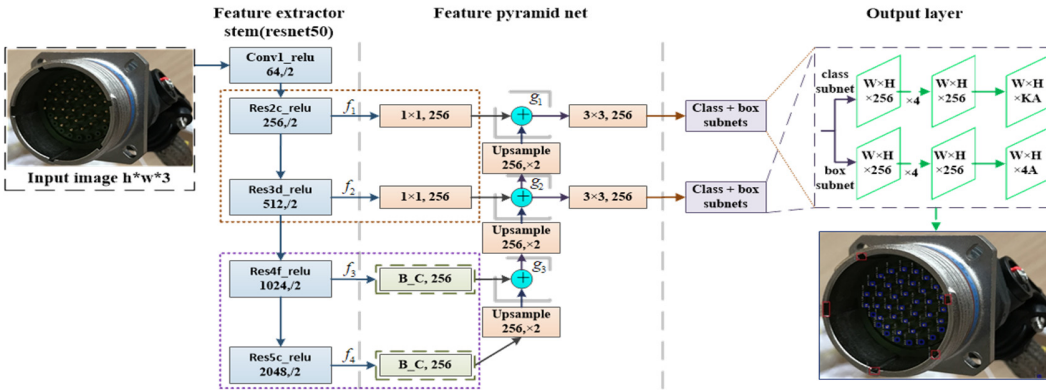 Feature extractor
stem(resnet50)
Feature pyramid net
Output layer
Input image h*w*3
Conv1_relu
64,/2
Res2c_relu
256,/2
f1
1×1, 256
g1
3×3, 256
Class + box
subnets
Upsample
256,×2
Res3d_relu
512,/2
f2
1×1, 256
g2
3×3, 256
Class + box
subnets
Upsample
256,×2
Res4f_relu
1024,/2
f3
B_C, 256
g3
Upsample
256,×2
Res5c_relu
2048,/2
f4
B_C, 256
class
subnet
W×H
×256
×4
W×H
×256
W×H
×KA
box
subnet
W×H
×256
×4
W×H
×256
W×H
×4A